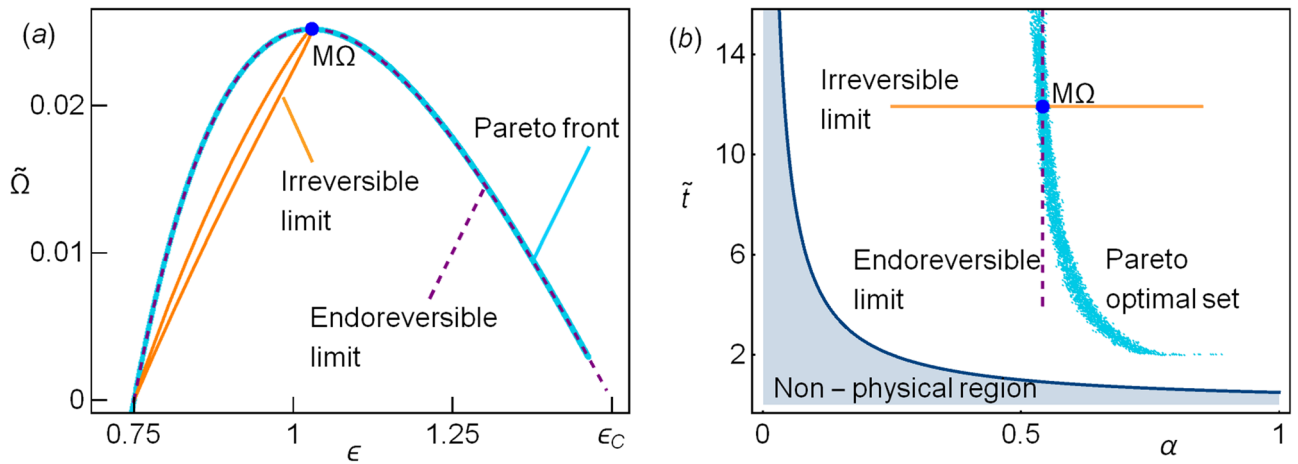 (a)
MΩ
0.02
Pareto front
Irreversible
limit
Ω̃
0.01
Endoreversible
limit
0
0.75
1
1.25
ϵC
ϵ
(b)
14
Irreversible
limit
MΩ
10
t̃
6
Endoreversible
limit
Pareto
optimal set
2
Non – physical region
0
0.5
1
α